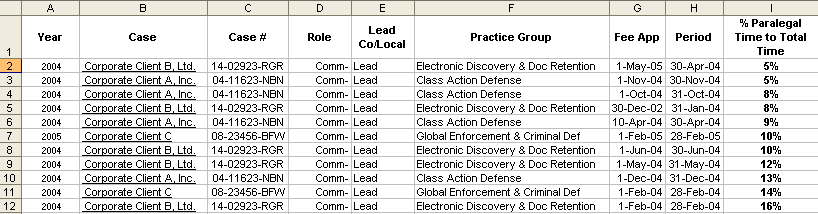 A B C D E F G H I
1 Year Case Case # Role Lead Co/Local Practice Group Fee App Period % Paralegal Time to Total Time
2 2004 Corporate Client B, Ltd. 14-02923-RGR Comm- Lead Electronic Discovery & Doc Retention 1-May-05 30-Apr-04 5%
3 2004 Corporate Client A, Inc. 04-11623-NBN Comm- Lead Class Action Defense 1-Nov-04 30-Nov-04 5%
4 2004 Corporate Client A, Inc. 04-11623-NBN Comm- Lead Class Action Defense 1-Oct-04 31-Oct-04 8%
5 2004 Corporate Client B, Ltd. 14-02923-RGR Comm- Lead Electronic Discovery & Doc Retention 30-Dec-02 31-Jan-04 8%
6 2004 Corporate Client A, Inc. 04-11623-NBN Comm- Lead Class Action Defense 10-Apr-04 30-Apr-04 9%
7 2005 Corporate Client C 08-23456-BFW Comm- Lead Global Enforcement & Criminal Def 1-Feb-05 28-Feb-05 10%
8 2004 Corporate Client B, Ltd. 14-02923-RGR Comm- Lead Electronic Discovery & Doc Retention 1-Jun-04 30-Jun-04 10%
9 2004 Corporate Client B, Ltd. 14-02923-RGR Comm- Lead Electronic Discovery & Doc Retention 1-May-04 31-May-04 12%
10 2004 Corporate Client A, Inc. 04-11623-NBN Comm- Lead Class Action Defense 1-Dec-04 31-Dec-04 13%
11 2004 Corporate Client C 08-23456-BFW Comm- Lead Global Enforcement & Criminal Def 1-Feb-04 28-Feb-04 14%
12 2004 Corporate Client B, Ltd. 14-02923-RGR Comm- Lead Electronic Discovery & Doc Retention 1-Feb-04 28-Feb-04 16%